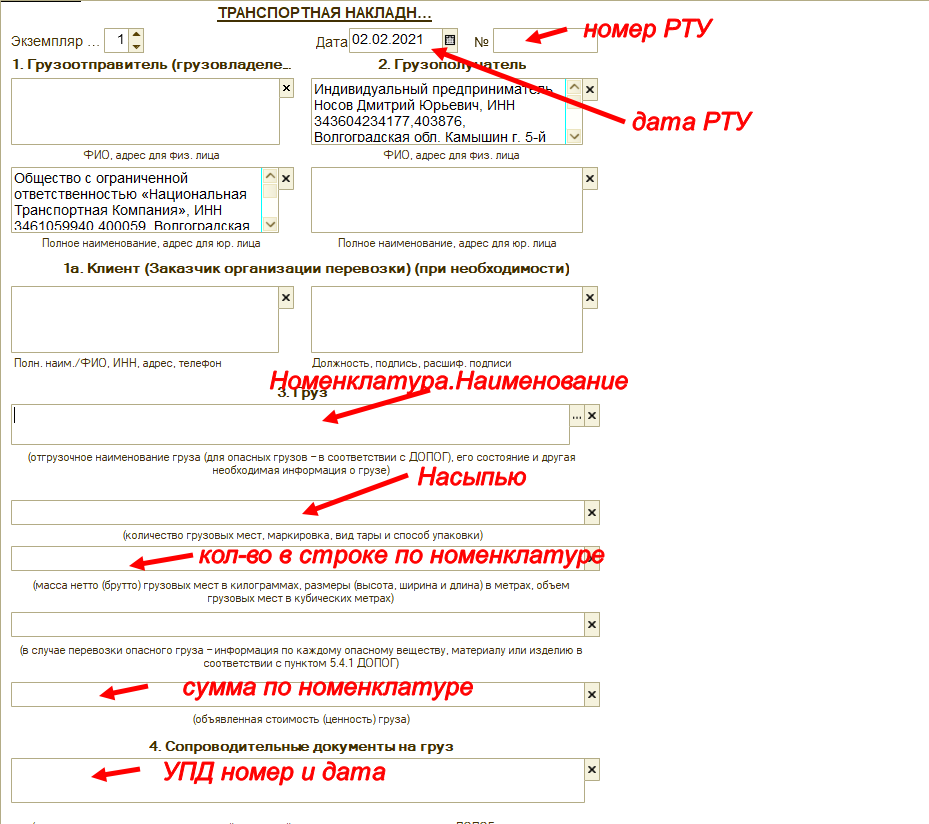 ТРАНСПОРТНАЯ НАКЛАДН...
номер РТУ
Экземпляр ... 1
Дата 02.02.2021 №
1. Грузоотправитель (грузовладеле...
2. Грузополучатель
дата РТУ
Индивидуальный предприниматель
Носов Дмитрий Юрьевич, ИНН
343604234177,403876,
Волгоградская обл. Камышин г. 5-й
ФИО, адрес для физ. лица
ФИО, адрес для физ. лица
Общество с ограниченной
ответственностью «Национальная
Транспортная Компания», ИНН
3461059940,400059, Волгоградская
Полное наименование, адрес для юр. лица
Полное наименование, адрес для юр. лица
1а. Клиент (Заказчик организации перевозки) (при необходимости)
Полн. наим./ФИО, ИНН, адрес, телефон
Должность, подпись, расшиф. подписи
Номенклатура.Наименование
3. Груз
(отгрузочное наименование груза (для опасных грузов – в соответствии с ДОПОГ), его состояние и другая
необходимая информация о грузе)
Насыпью
(количество грузовых мест, маркировка, вид тары и способ упаковки)
кол-во в строке по номенклатуре
(масса нетто (брутто) грузовых мест в килограммах, размеры (высота, ширина и длина) в метрах, объем
грузовых мест в кубических метрах)
(в случае перевозки опасного груза – информация по каждому опасному веществу, материалу или изделию в
соответствии с пунктом 5.4.1 ДОПОГ)
сумма по номенклатуре
(объявленная стоимость (ценность) груза)
4. Сопроводительные документы на груз
УПД номер и дата